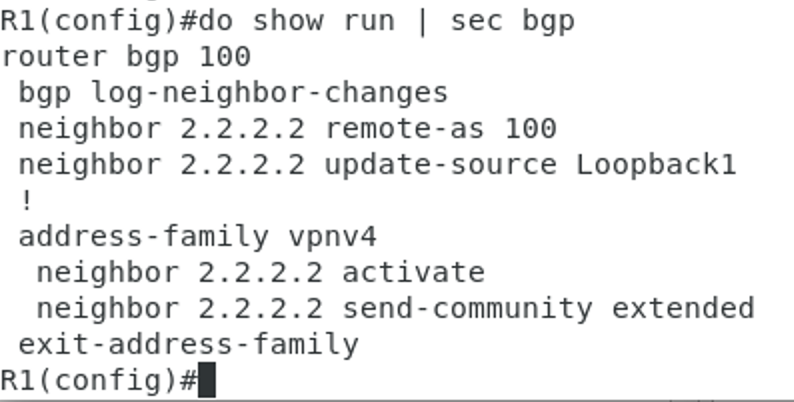 R1(config)#do show run | sec bgp
router bgp 100
 bgp log-neighbor-changes
 neighbor 2.2.2.2 remote-as 100
 neighbor 2.2.2.2 update-source Loopback1
 !
 address-family vpnv4
  neighbor 2.2.2.2 activate
  neighbor 2.2.2.2 send-community extended
 exit-address-family
R1(config)#